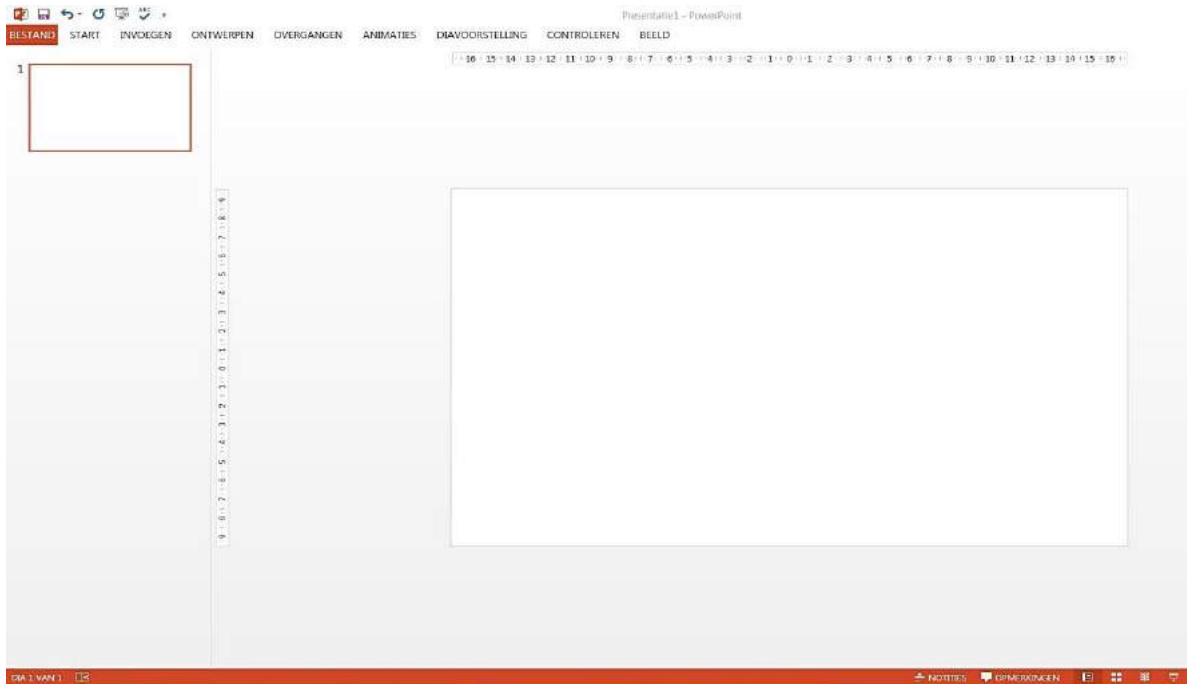 Presentatie1 - PowerPoint
BESTAND START INVOEGEN ONTWERPEN OVERGANGEN ANIMATIES DIAVOORSTELLING CONTROLEREN BEELD
16 15 14 13 12 11 10 9 8 7 6 5 4 3 2 1 0 1 2 3 4 5 6 7 8 9 10 11 12 13 14 15 16
1
9 8 7 6 5 4 3 2 1 0 1 2 3 4 5 6 7 8 9
DIA 1 VAN 1 NOTITIES OPMERKINGEN